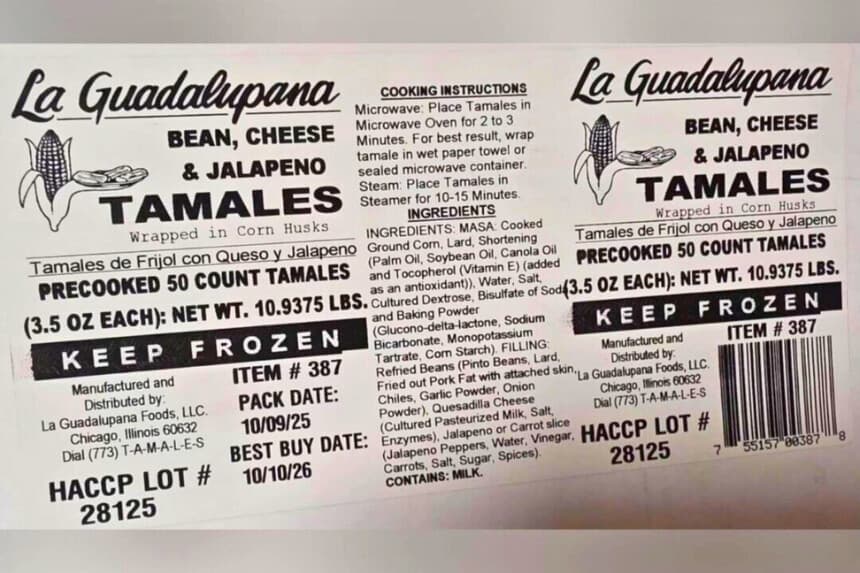 La Guadalupana
BEAN, CHEESE
& JALAPENO
TAMALES
Wrapped in Corn Husks
Tamales de Frijol con Queso y Jalapeno
PRECOOKED 50 COUNT TAMALES
(3.5 OZ EACH): NET WT. 10.9375 LBS.
KEEP FROZEN
Manufactured and
Distributed by:
La Guadalupana Foods, LLC.
Chicago, Illinois 60632
Dial (773) T-A-M-A-L-E-S
HACCP LOT #
28125
ITEM # 387
PACK DATE:
10/09/25
BEST BUY DATE:
10/10/26
COOKING INSTRUCTIONS
Microwave: Place Tamales in
Microwave Oven for 2 to 3
Minutes. For best result, wrap
tamale in wet paper towel or
sealed microwave container.
Steam: Place Tamales in
Steamer for 10-15 Minutes.
INGREDIENTS
INGREDIENTS: MASA: Cooked
Ground Corn, Lard, Shortening
(Palm Oil, Soybean Oil, Canola Oil
and Tocopherol (Vitamin E) (added
as an antioxidant)), Water, Salt,
Cultured Dextrose, Bisulfate of Soda
and Baking Powder
(Glucono-delta-lactone, Sodium
Bicarbonate, Monopotassium
Tartrate, Corn Starch). FILLING:
Refried Beans (Pinto Beans, Lard,
Fried out Pork Fat with attached skin,
Chiles, Garlic Powder, Onion
Powder), Quesadilla Cheese
(Cultured Pasteurized Milk, Salt,
Enzymes), Jalapeno or Carrot slice
(Jalapeno Peppers, Water, Vinegar,
Carrots, Salt, Sugar, Spices).
CONTAINS: MILK.
La Guadalupana
BEAN, CHEESE
& JALAPENO
TAMALES
Wrapped in Corn Husks
Tamales de Frijol con Queso y Jalapeno
PRECOOKED 50 COUNT TAMALES
(3.5 OZ EACH): NET WT. 10.9375 LBS.
KEEP FROZEN
Manufactured and
Distributed by:
La Guadalupana Foods, LLC.
Chicago, Illinois 60632
Dial (773) T-A-M-A-L-E-S
HACCP LOT #
28125
ITEM # 387
7 55157 00387 8